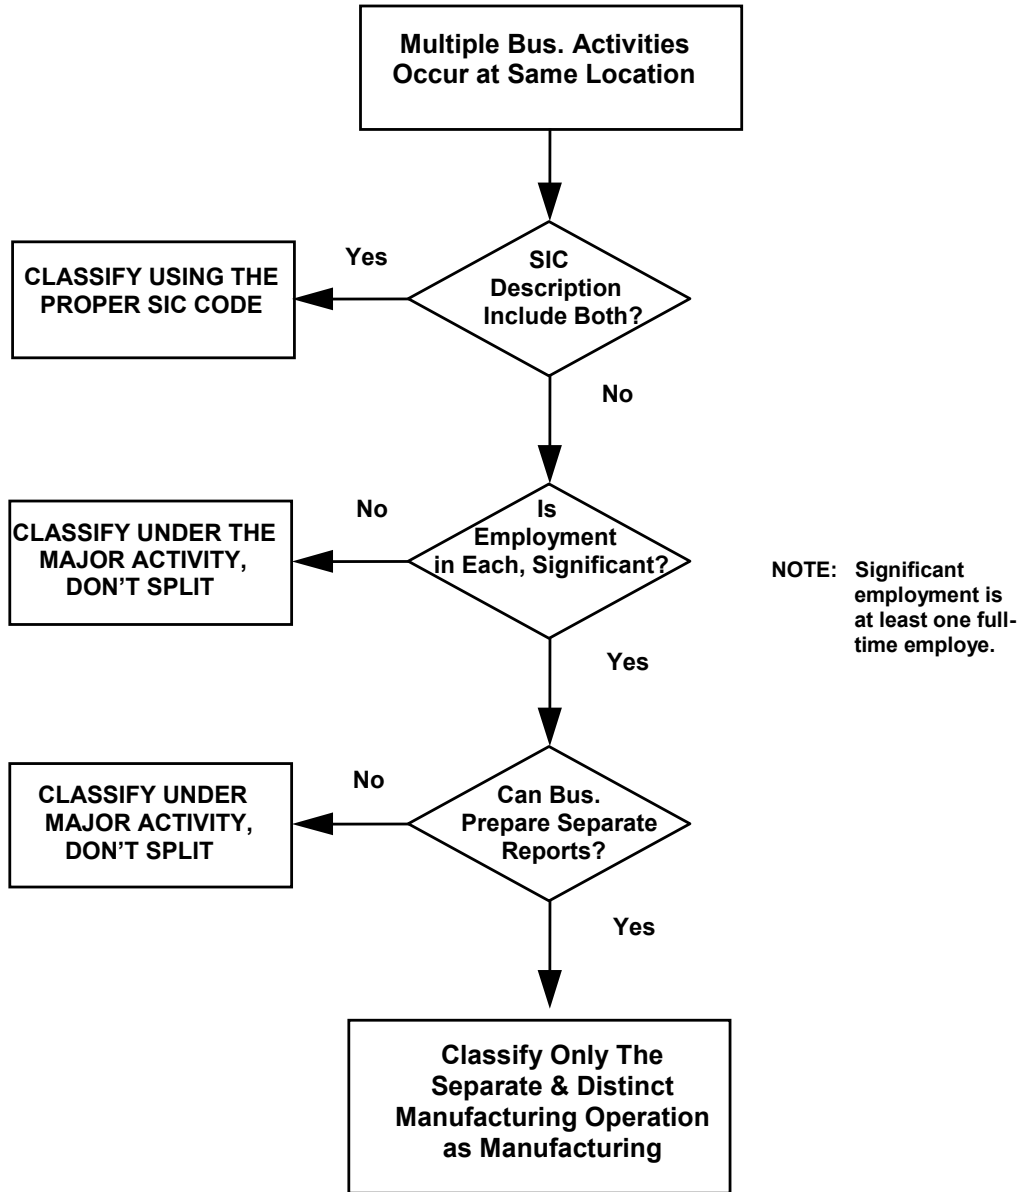 Multiple Bus. Activities
Occur at Same Location
SIC
Description
Include Both?
Yes
CLASSIFY USING THE
PROPER SIC CODE
No
Is
Employment
in Each, Significant?
No
CLASSIFY UNDER THE
MAJOR ACTIVITY,
DON’T SPLIT
NOTE: Significant
employment is
at least one full-
time employe.
Yes
Can Bus.
Prepare Separate
Reports?
No
CLASSIFY UNDER
MAJOR ACTIVITY,
DON’T SPLIT
Yes
Classify Only The
Separate & Distinct
Manufacturing Operation
as Manufacturing